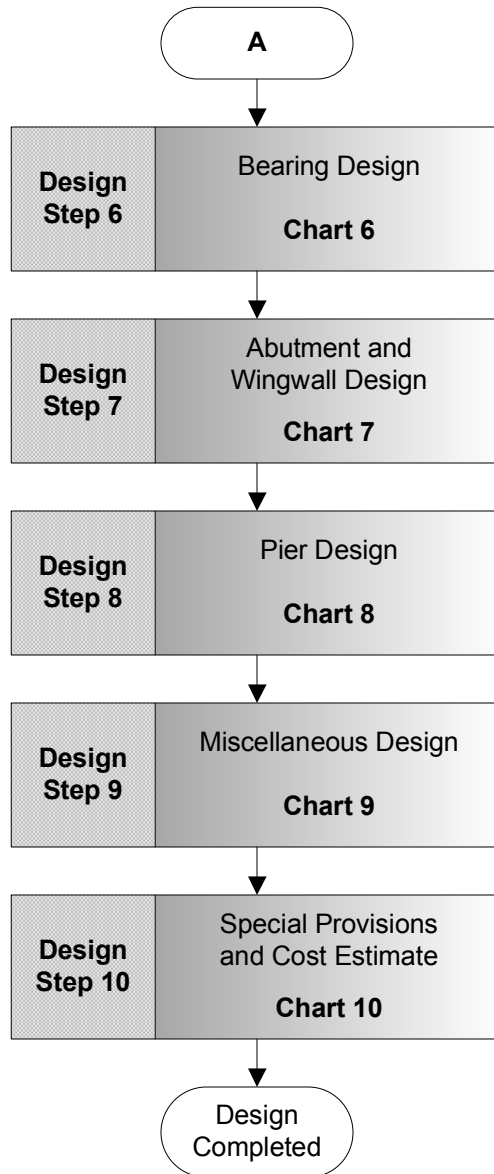 A
Design
Step 6
Bearing Design
Chart 6
Design
Step 7
Abutment and
Wingwall Design
Chart 7
Design
Step 8
Pier Design
Chart 8
Design
Step 9
Miscellaneous Design
Chart 9
Design
Step 10
Special Provisions
and Cost Estimate
Chart 10
Design
Completed